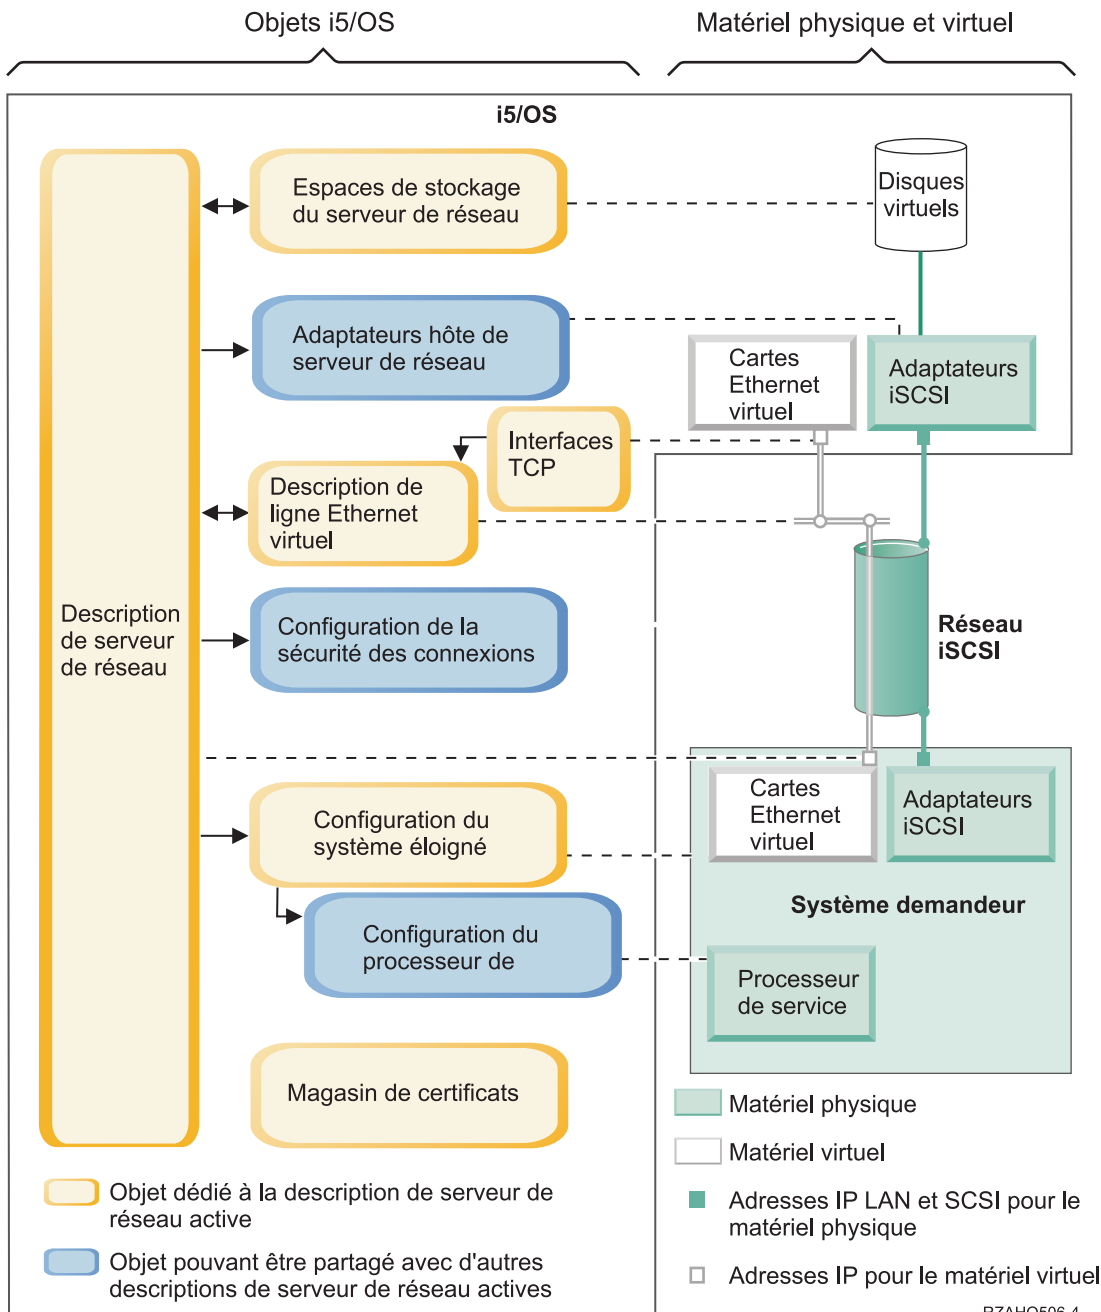 Objets i5/OS
Matériel physique et virtuel
i5/OS
Espaces de stockage
du serveur de réseau
Disques
virtuels
Adaptateurs hôte de
serveur de réseau
Cartes
Ethernet
virtuel
Adaptateurs
iSCSI
Interfaces
TCP
Description de
ligne Ethernet
virtuel
Description
de serveur
de réseau
Configuration de la
sécurité des connexions
Réseau
iSCSI
Configuration du
système éloigné
Cartes
Ethernet
virtuel
Adaptateurs
iSCSI
Système demandeur
Configuration du
processeur de
Processeur
de service
Magasin de certificats
Matériel physique
Matériel virtuel
Adresses IP LAN et SCSI pour le
matériel physique
Adresses IP pour le matériel virtuel
Objet dédié à la description de serveur de
réseau active
Objet pouvant être partagé avec d'autres
descriptions de serveur de réseau actives